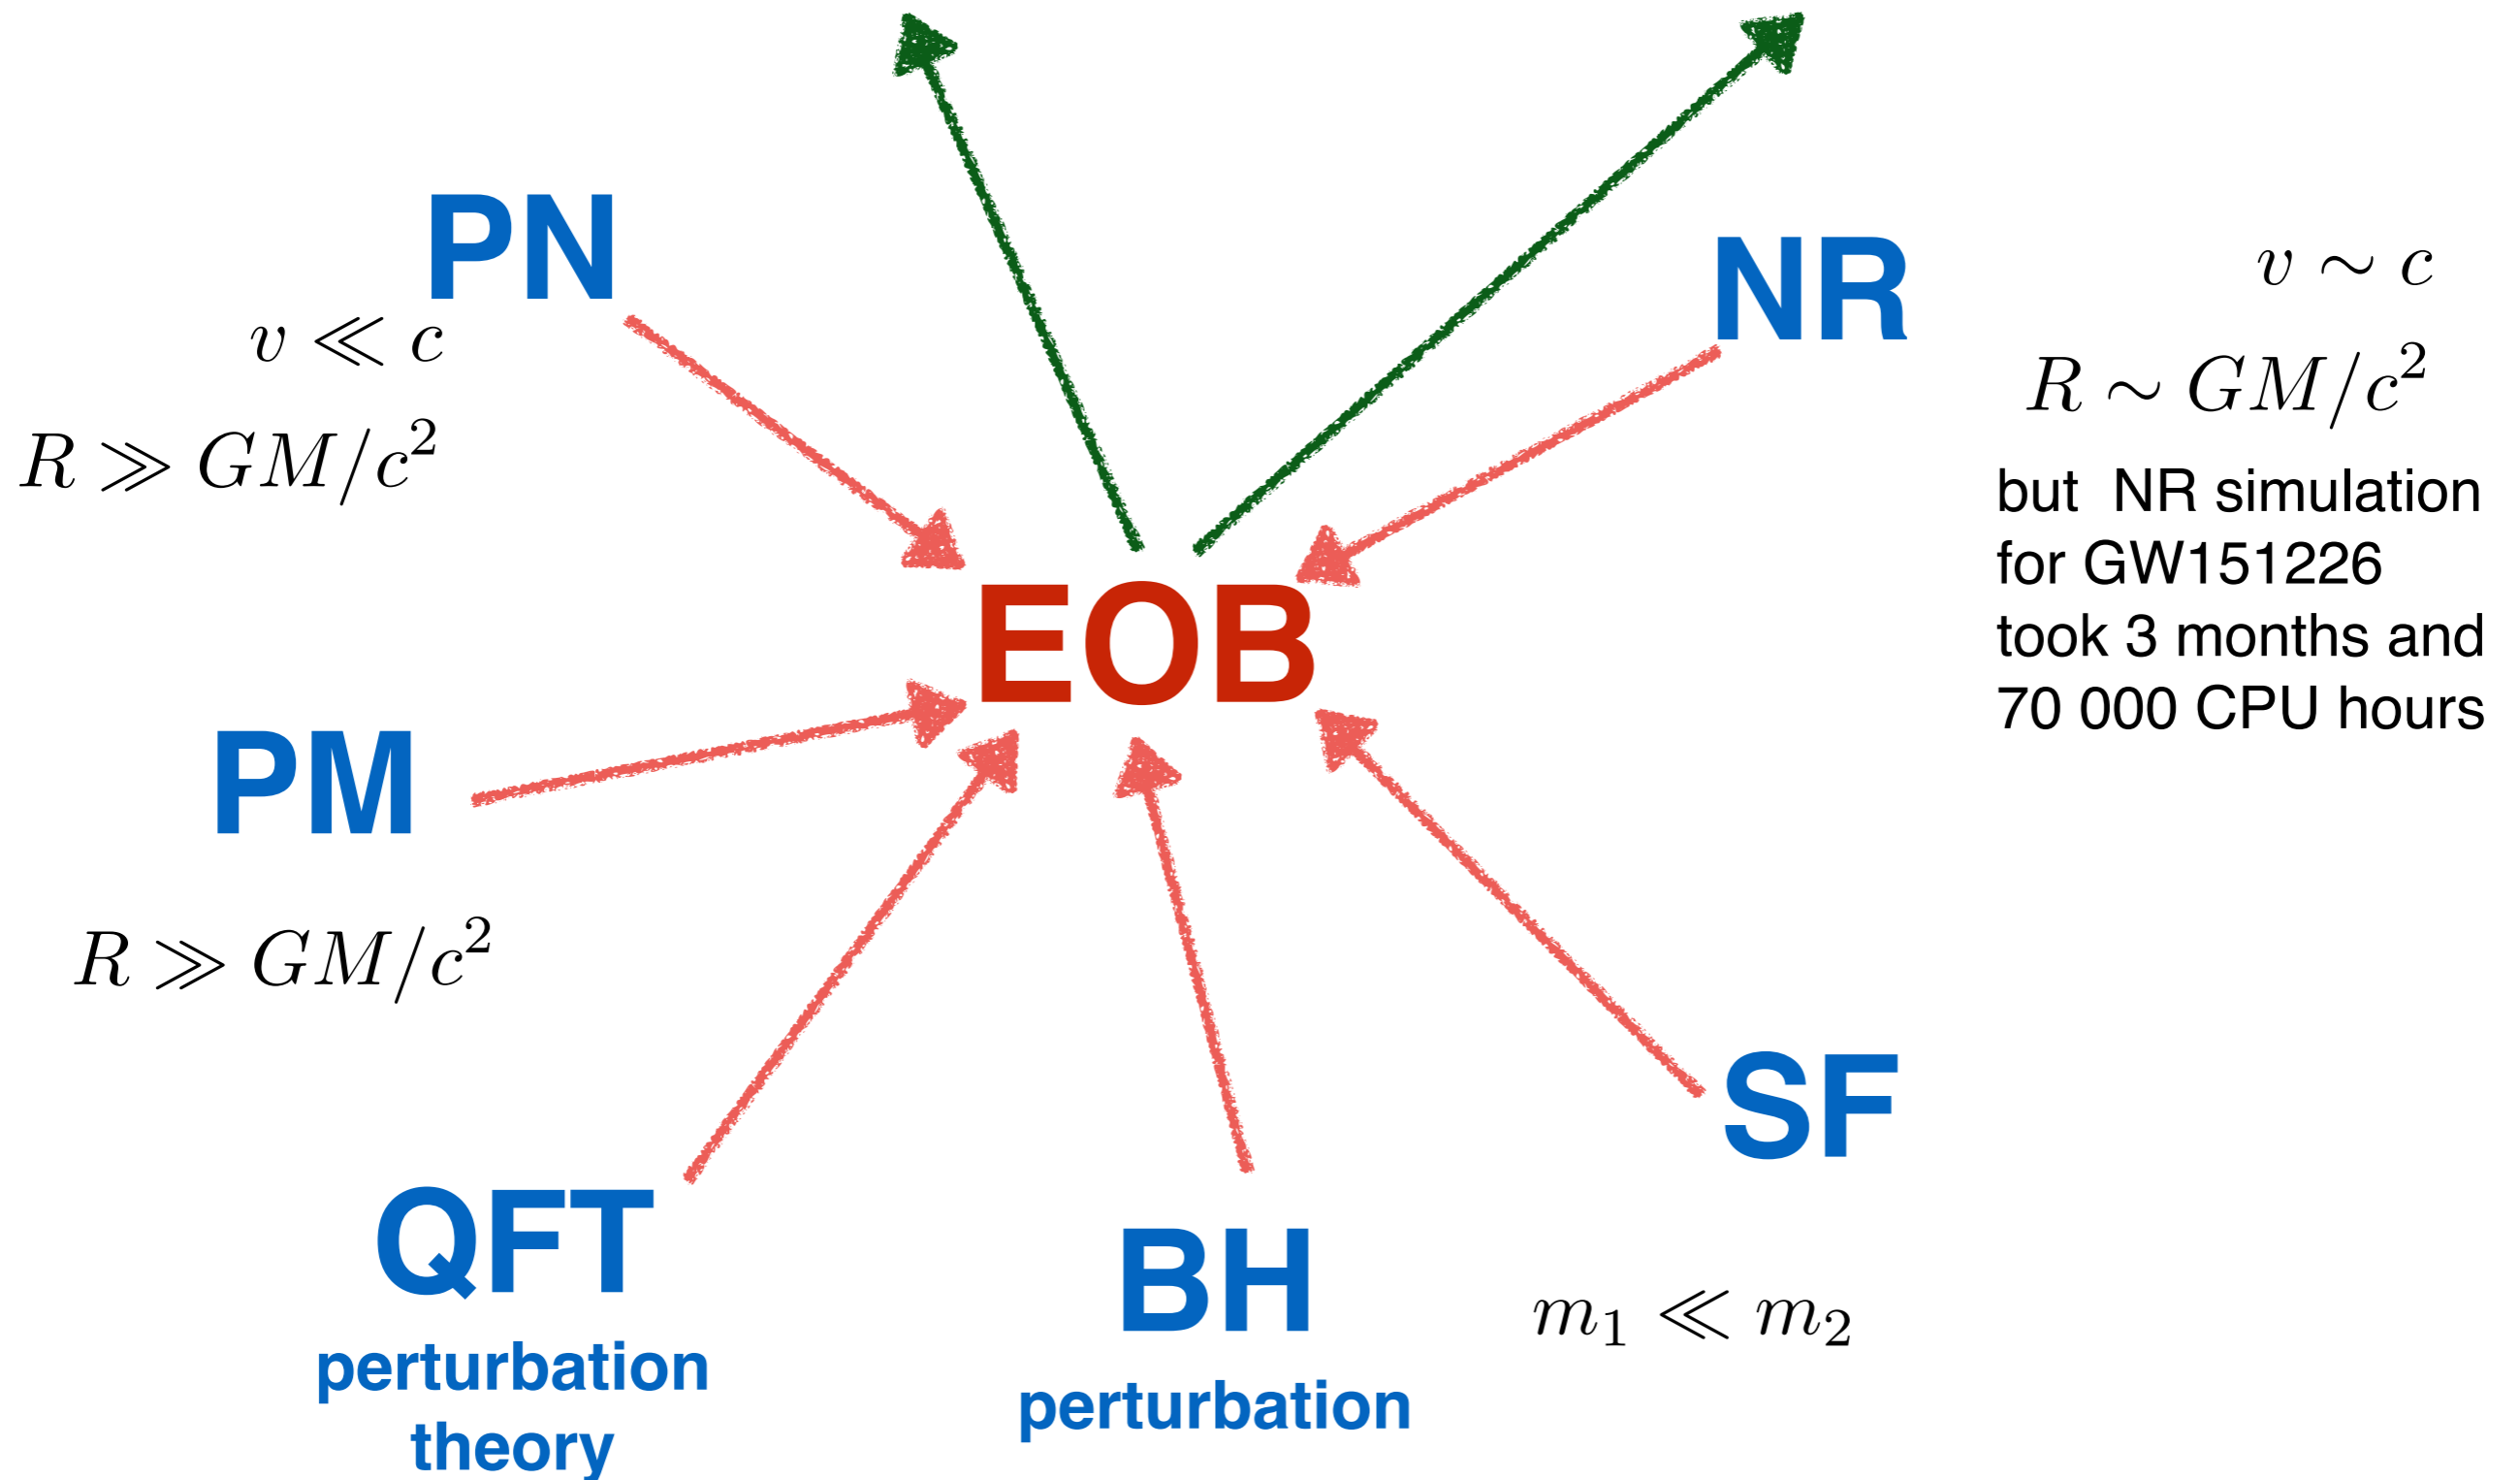 PN
v ≪ c
R ≫ GM/c²
NR
v ∼ c
R ∼ GM/c²
but NR simulation
for GW151226
took 3 months and
70 000 CPU hours
EOB
PM
R ≫ GM/c²
SF
QFT
perturbation
theory
BH
perturbation
m₁ ≪ m₂